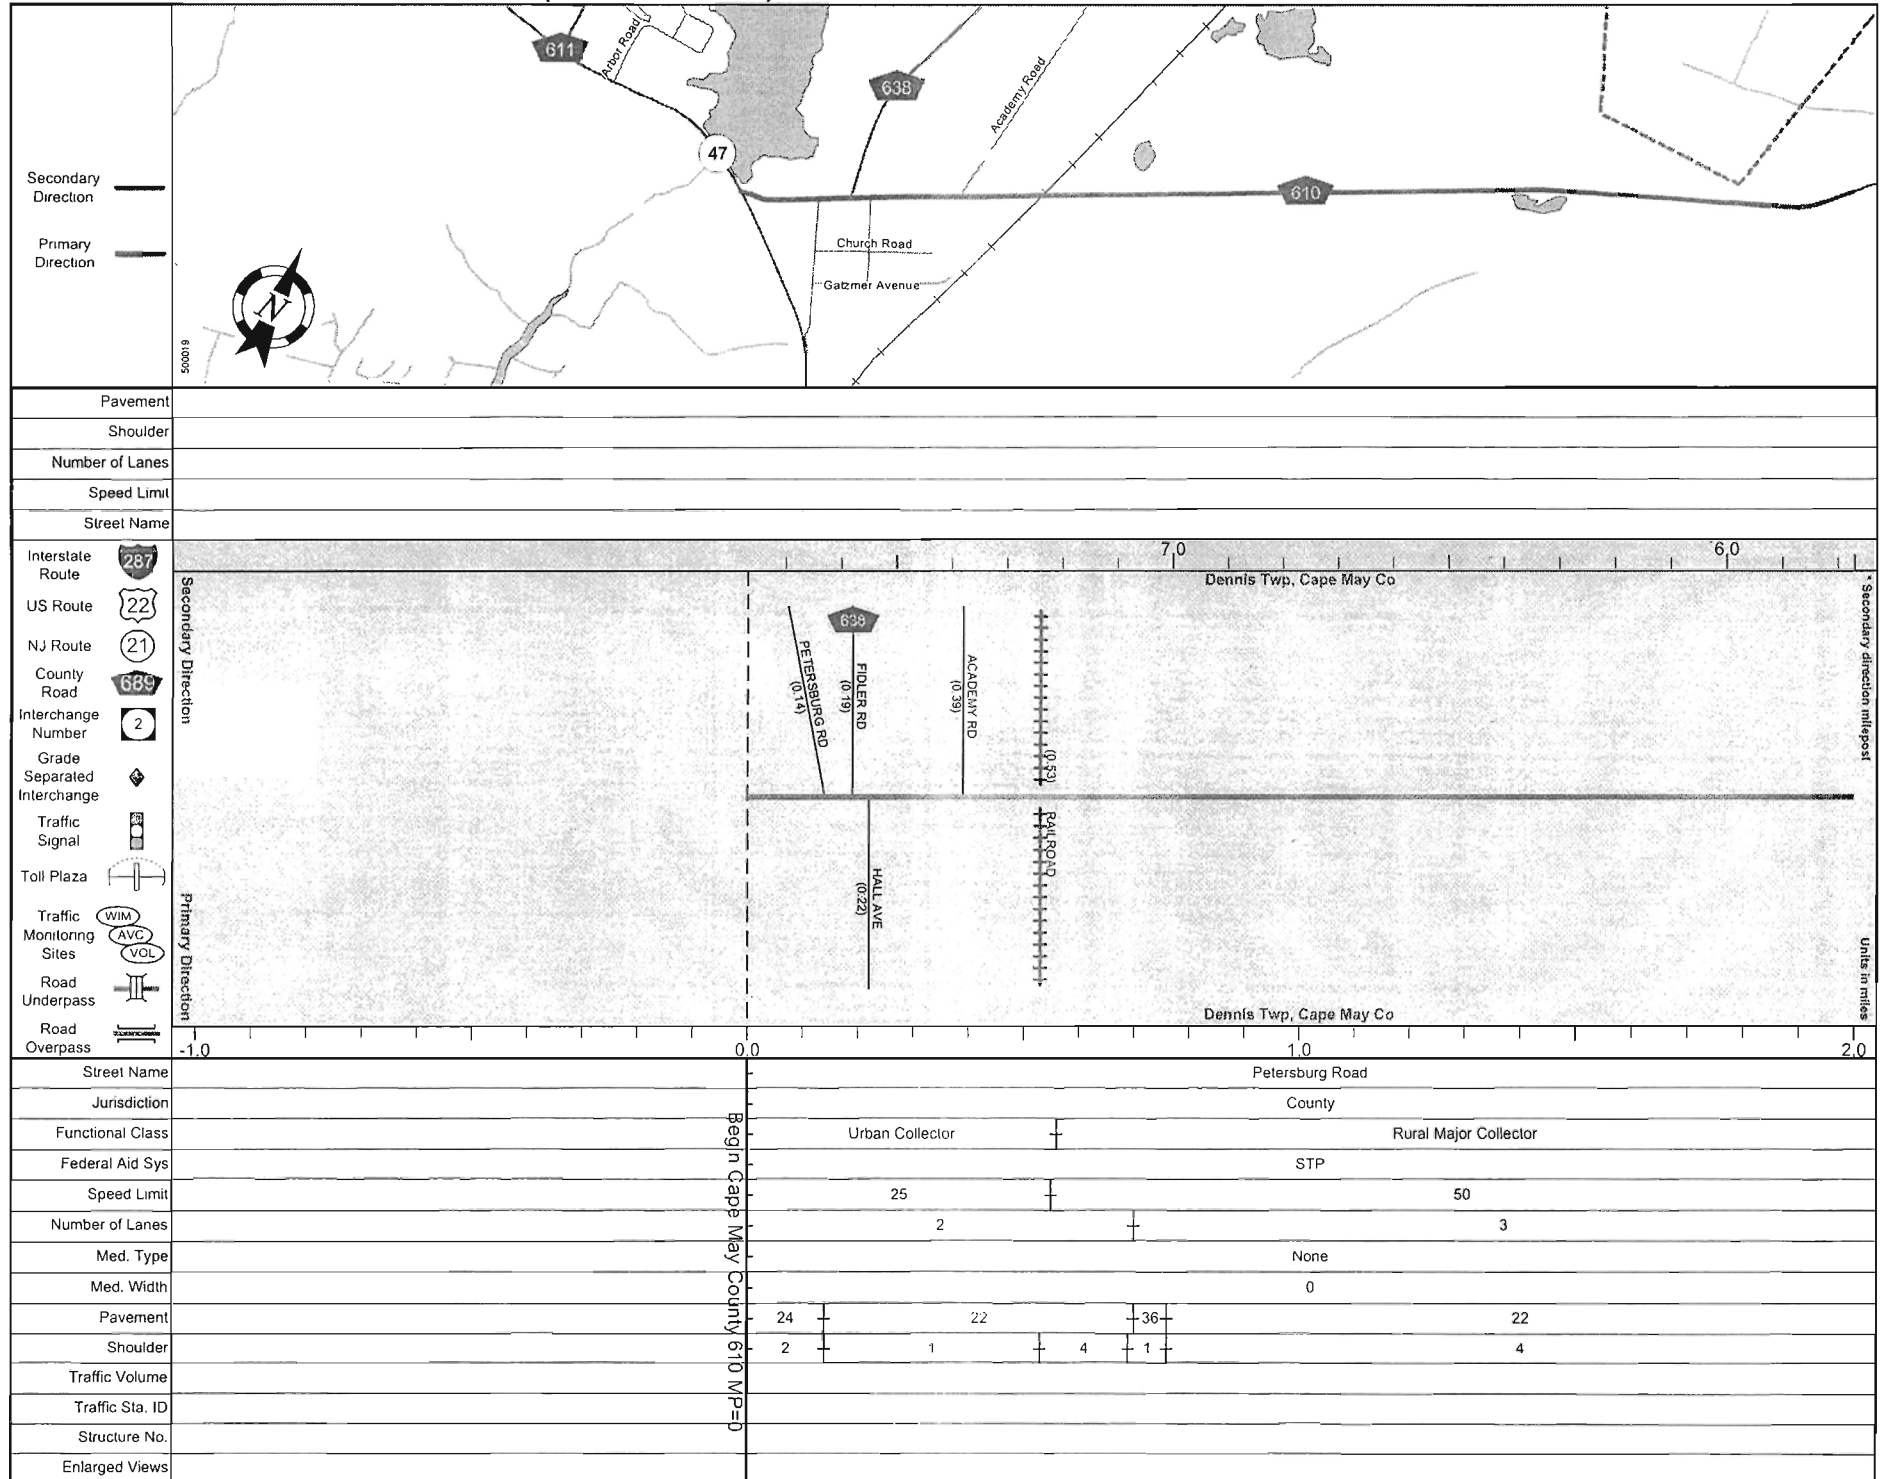 611
Arbor Road
638
Academy Road
47
610
Church Road
Gatzmer Avenue
Secondary
Direction
Primary
Direction
N
610005
Pavement
Shoulder
Number of Lanes
Speed Limit
Street Name
Interstate
Route
287
US Route
22
NJ Route
21
County
Road
689
Interchange
Number
2
Grade
Separated
Interchange
Traffic
Signal
Toll Plaza
Traffic
Monitoring
Sites
WIM
AVC
VOL
Road
Underpass
Road
Overpass
7.0
6.0
Dennis Twp, Cape May Co
Secondary Direction
Primary Direction
* Secondary direction milepost
Units in miles
PETERSBURG RD
(0.14)
638
FIDLER RD
(0.19)
ACADEMY RD
(0.39)
(0.53)
RAILROAD
HALL AVE
(0.22)
Dennis Twp, Cape May Co
-1.0
0.0
1.0
2.0
Begin Cape May County 610 MP=0
Street Name Petersburg Road
Jurisdiction County
Functional Class Urban Collector Rural Major Collector
Federal Aid Sys STP
Speed Limit 25 50
Number of Lanes 2 3
Med. Type None
Med. Width 0
Pavement 24 22 36 22
Shoulder 2 1 4 1 4
Traffic Volume
Traffic Sta. ID
Structure No.
Enlarged Views